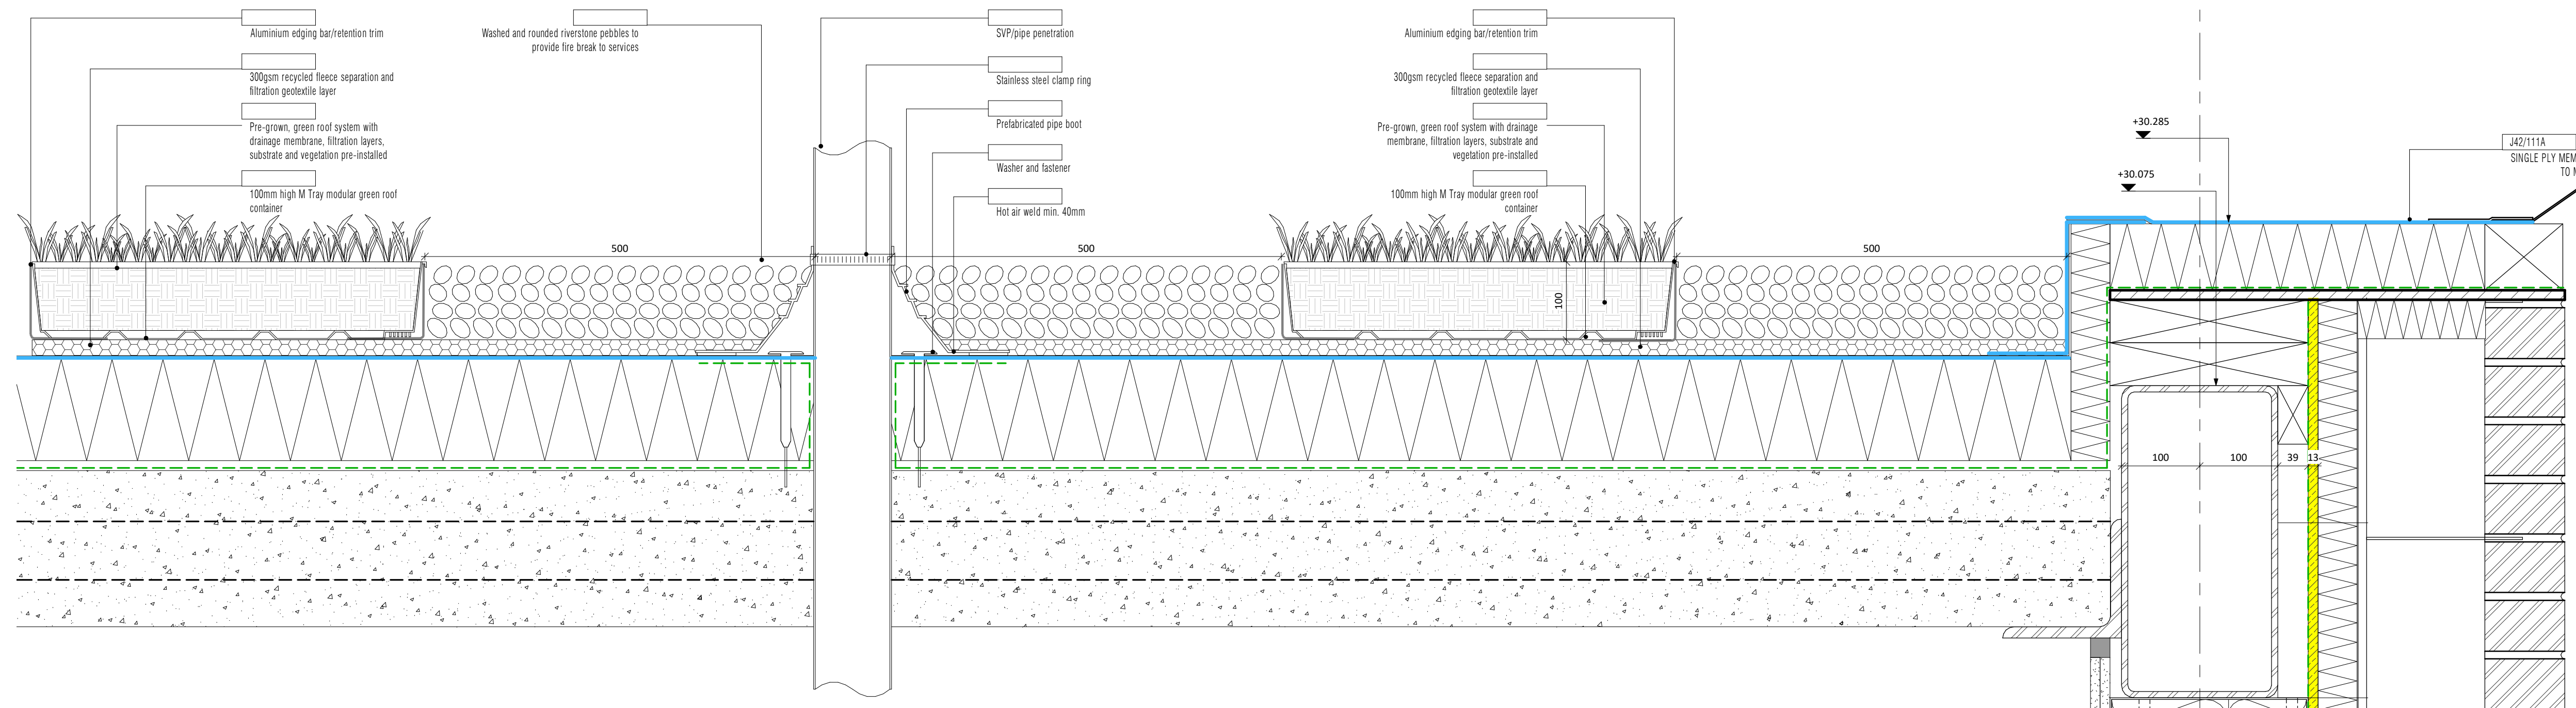 Aluminium edging bar/retention trim
300gsm recycled fleece separation and
filtration geotextile layer
Pre-grown, green roof system with
drainage membrane, filtration layers,
substrate and vegetation pre-installed
100mm high M Tray modular green roof
container
Washed and rounded riverstone pebbles to
provide fire break to services
SVP/pipe penetration
Stainless steel clamp ring
Prefabricated pipe boot
Washer and fastener
Hot air weld min. 40mm
Aluminium edging bar/retention trim
300gsm recycled fleece separation and
filtration geotextile layer
Pre-grown, green roof system with drainage
membrane, filtration layers, substrate and
vegetation pre-installed
100mm high M Tray modular green roof
container
+30.285
+30.075
J42/111A
SINGLE PLY MEM
TO M
500
500
500
100
100
100
39
13